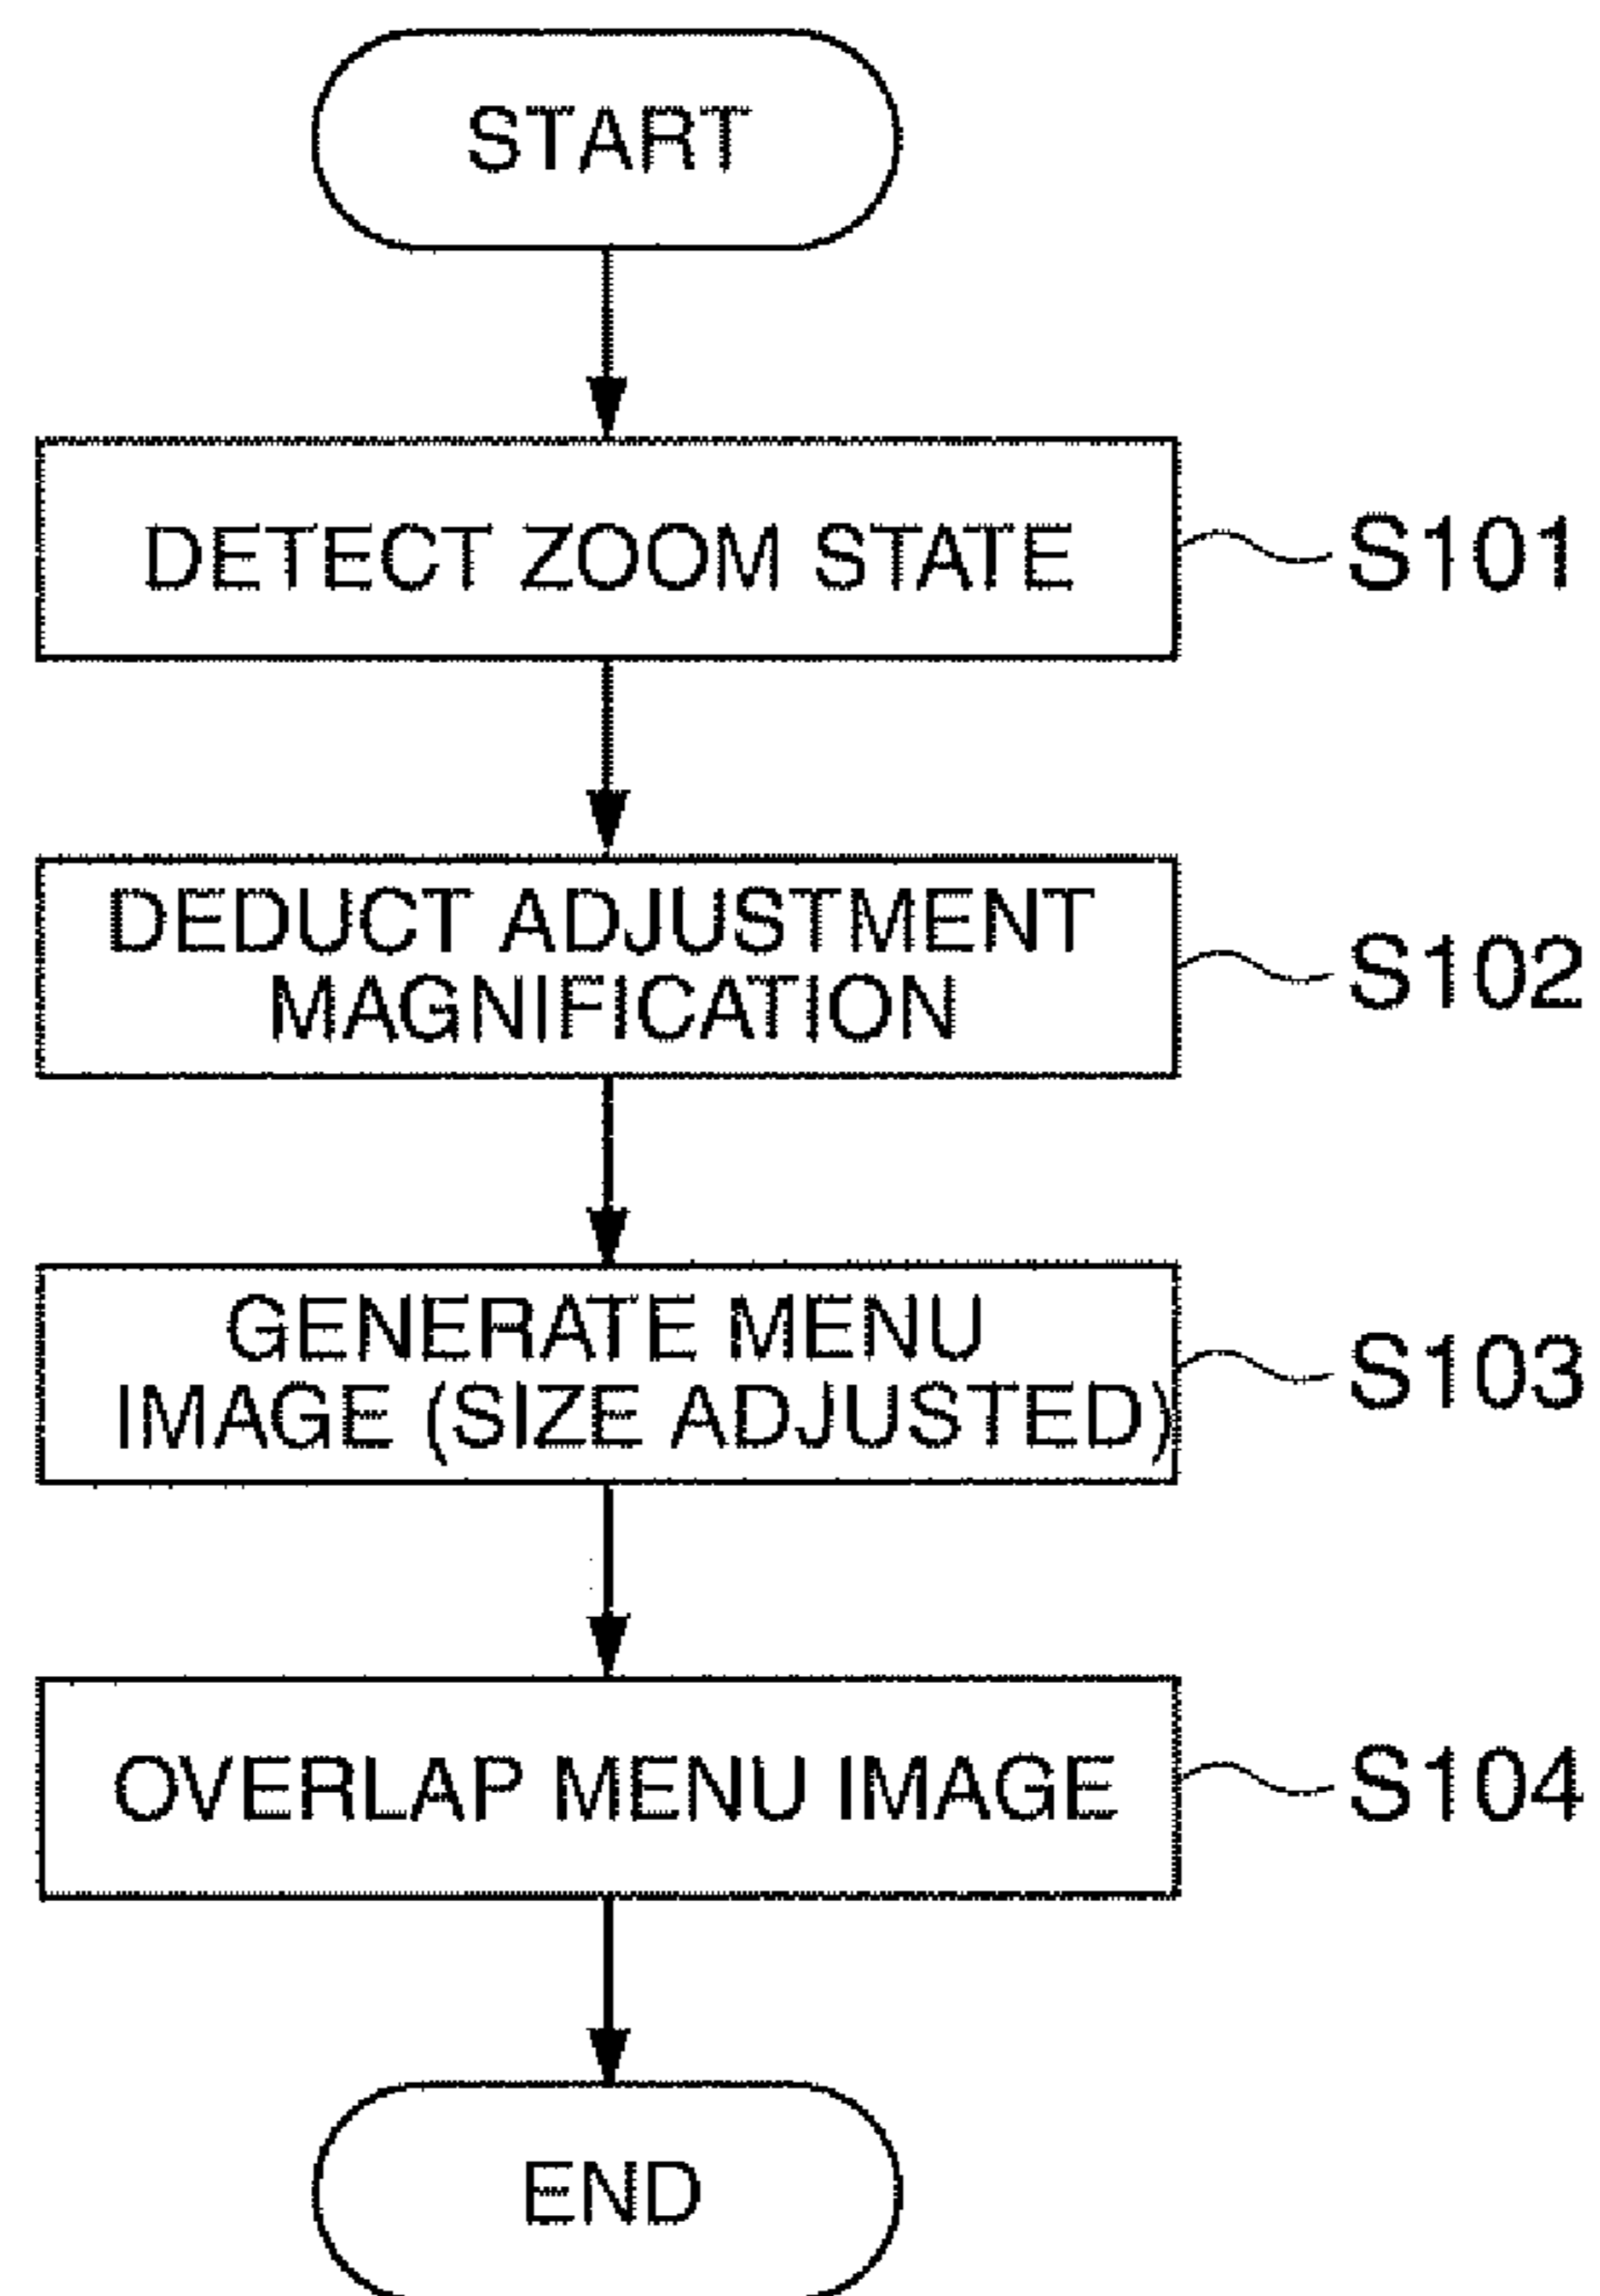 START
DETECT ZOOM STATE
S101
DEDUCT ADJUSTMENT
MAGNIFICATION
S102
GENERATE MENU
IMAGE (SIZE ADJUSTED)
S103
OVERLAP MENU IMAGE
S104
END